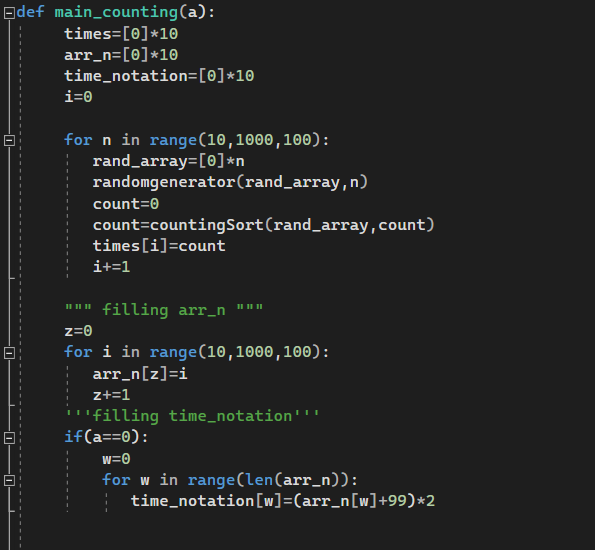 def main_counting(a):
times=[0]*10
arr_n=[0]*10
time_notation=[0]*10
i=0
for n in range(10,1000,100):
rand_array=[0]*n
randomgenerator(rand_array,n)
count=0
count=countingSort(rand_array,count)
times[i]=count
i+=1
""" filling arr_n """
z=0
for i in range(10,1000,100):
arr_n[z]=i
z+=1
'''filling time_notation'''
if(a==0):
w=0
for w in range(len(arr_n)):
time_notation[w]=(arr_n[w]+99)*2